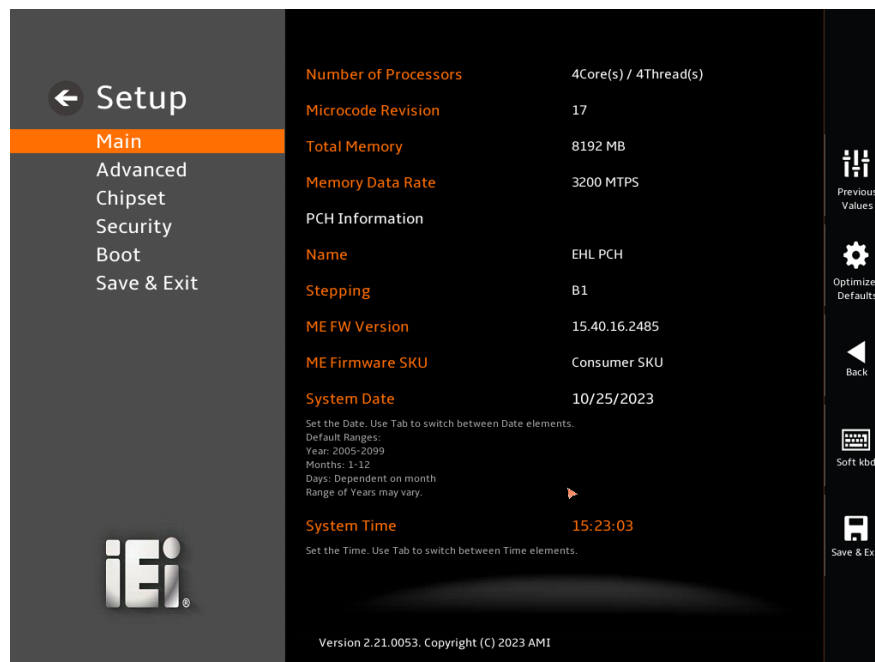 Setup
Main
Advanced
Chipset
Security
Boot
Save & Exit
iEi ®
Number of Processors 4Core(s) / 4Thread(s)
Microcode Revision 17
Total Memory 8192 MB
Memory Data Rate 3200 MTPS
PCH Information
Name EHL PCH
Stepping B1
ME FW Version 15.40.16.2485
ME Firmware SKU Consumer SKU
System Date 10/25/2023
Set the Date. Use Tab to switch between Date elements.
Default Ranges:
Year: 2005-2099
Months: 1-12
Days: Dependent on month
Range of Years may vary.
System Time 15:23:03
Set the Time. Use Tab to switch between Time elements.
Version 2.21.0053. Copyright (C) 2023 AMI
Previous
Values
Optimize
Defaults
Back
Soft kbd
Save & Ex